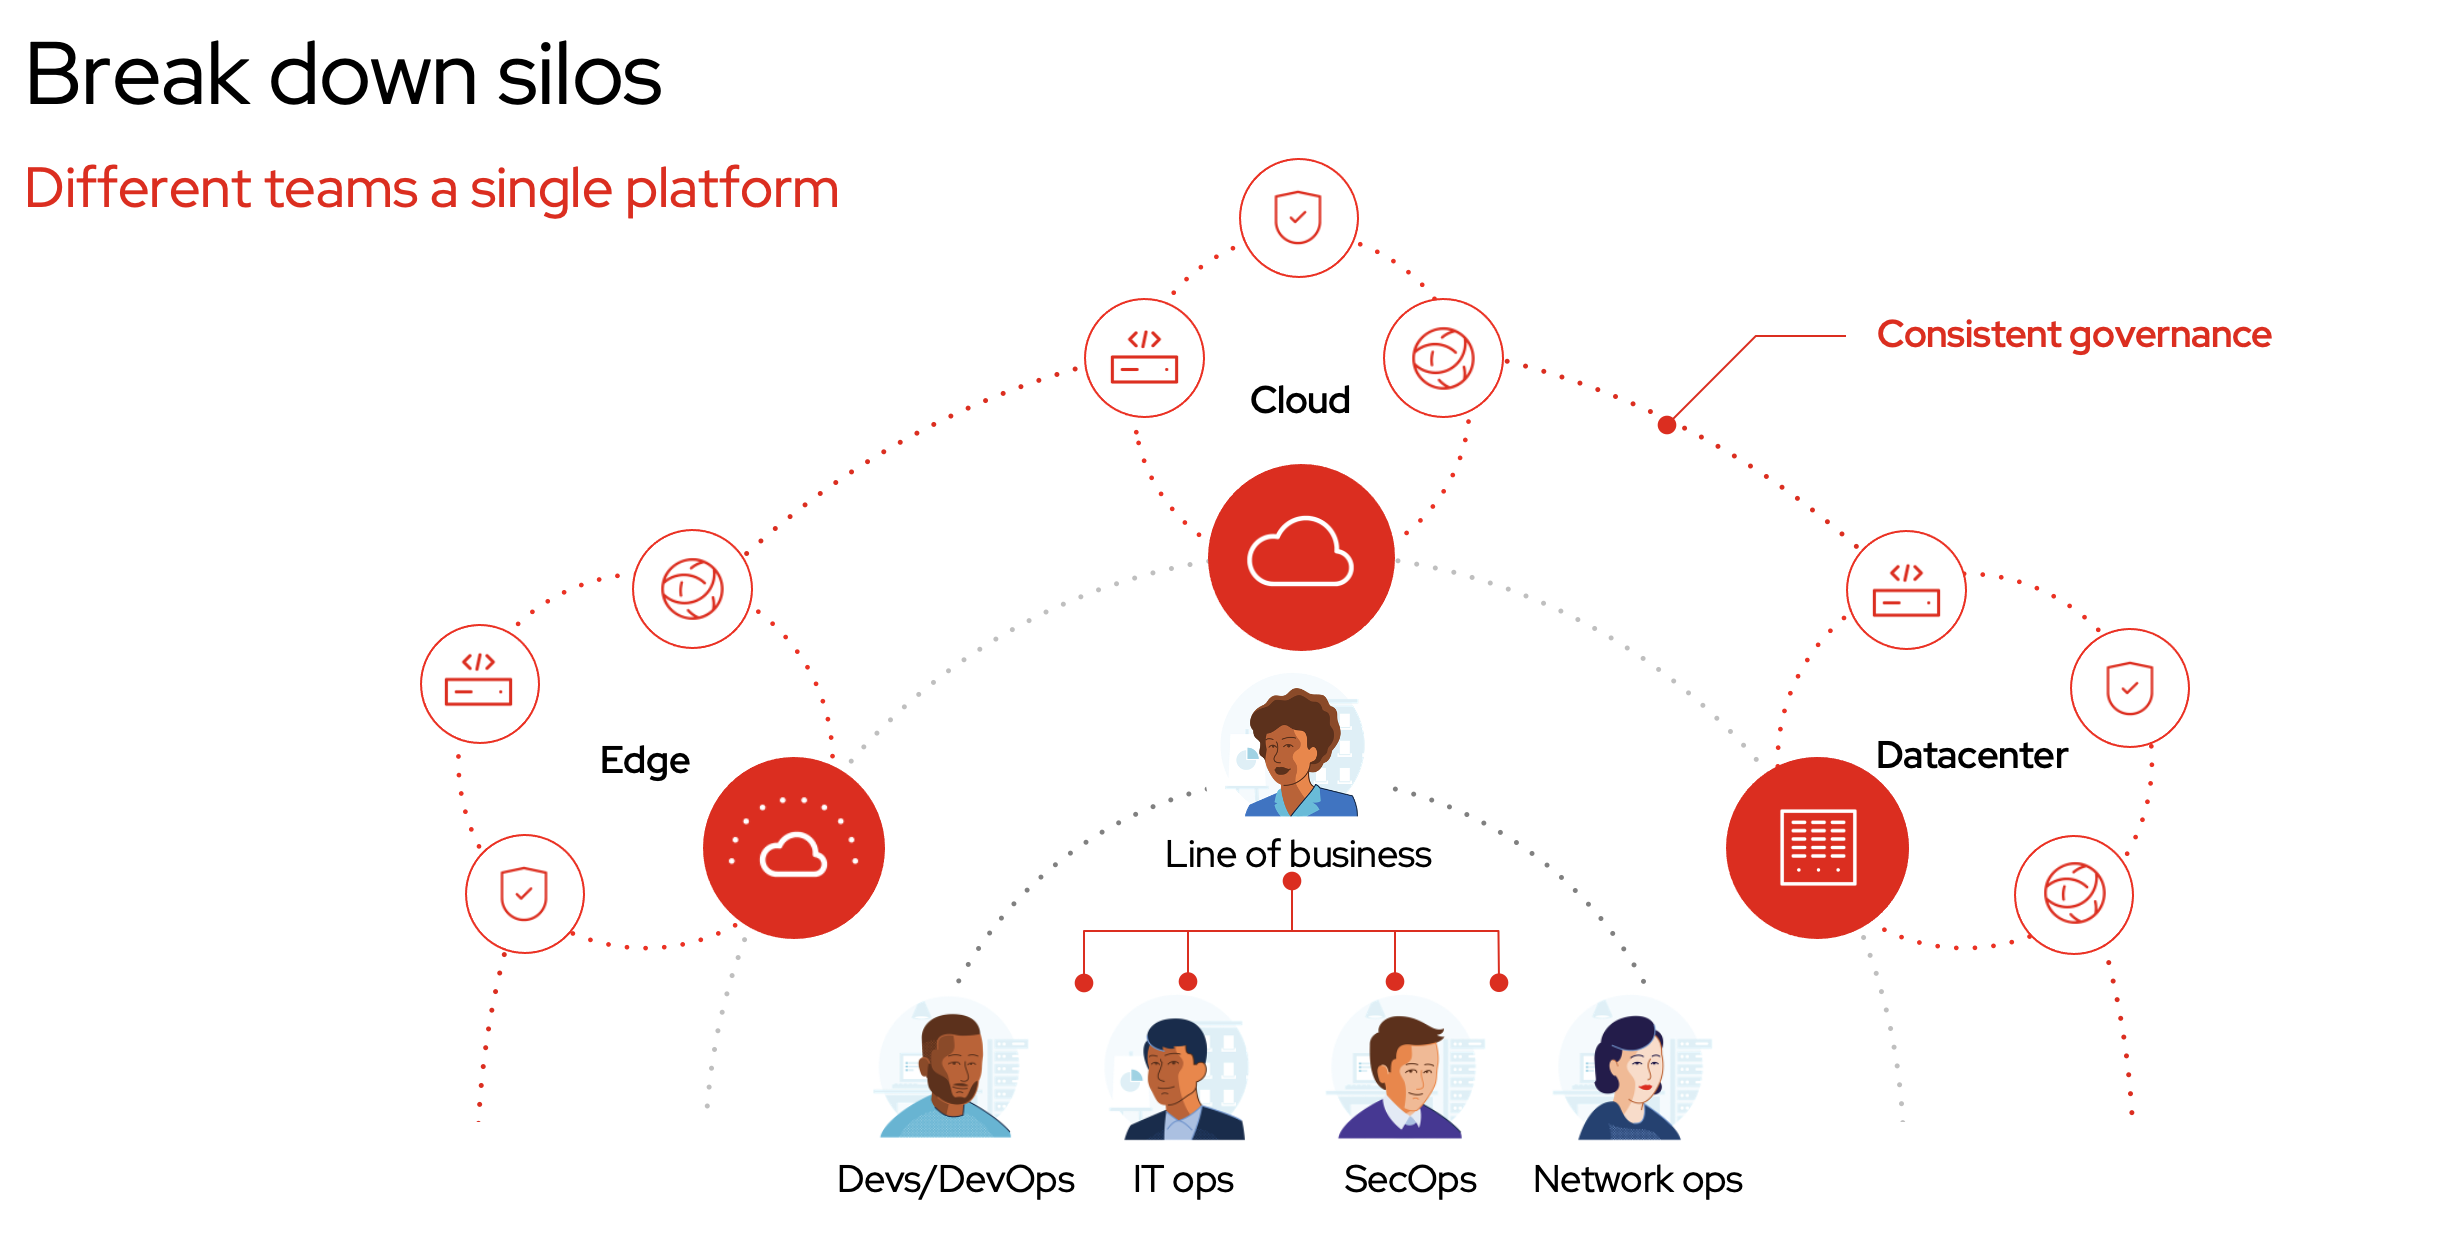 Break down silos
Different teams a single platform
Consistent governance
Cloud
Edge
Datacenter
Line of business
Devs/DevOps
IT ops
SecOps
Network ops